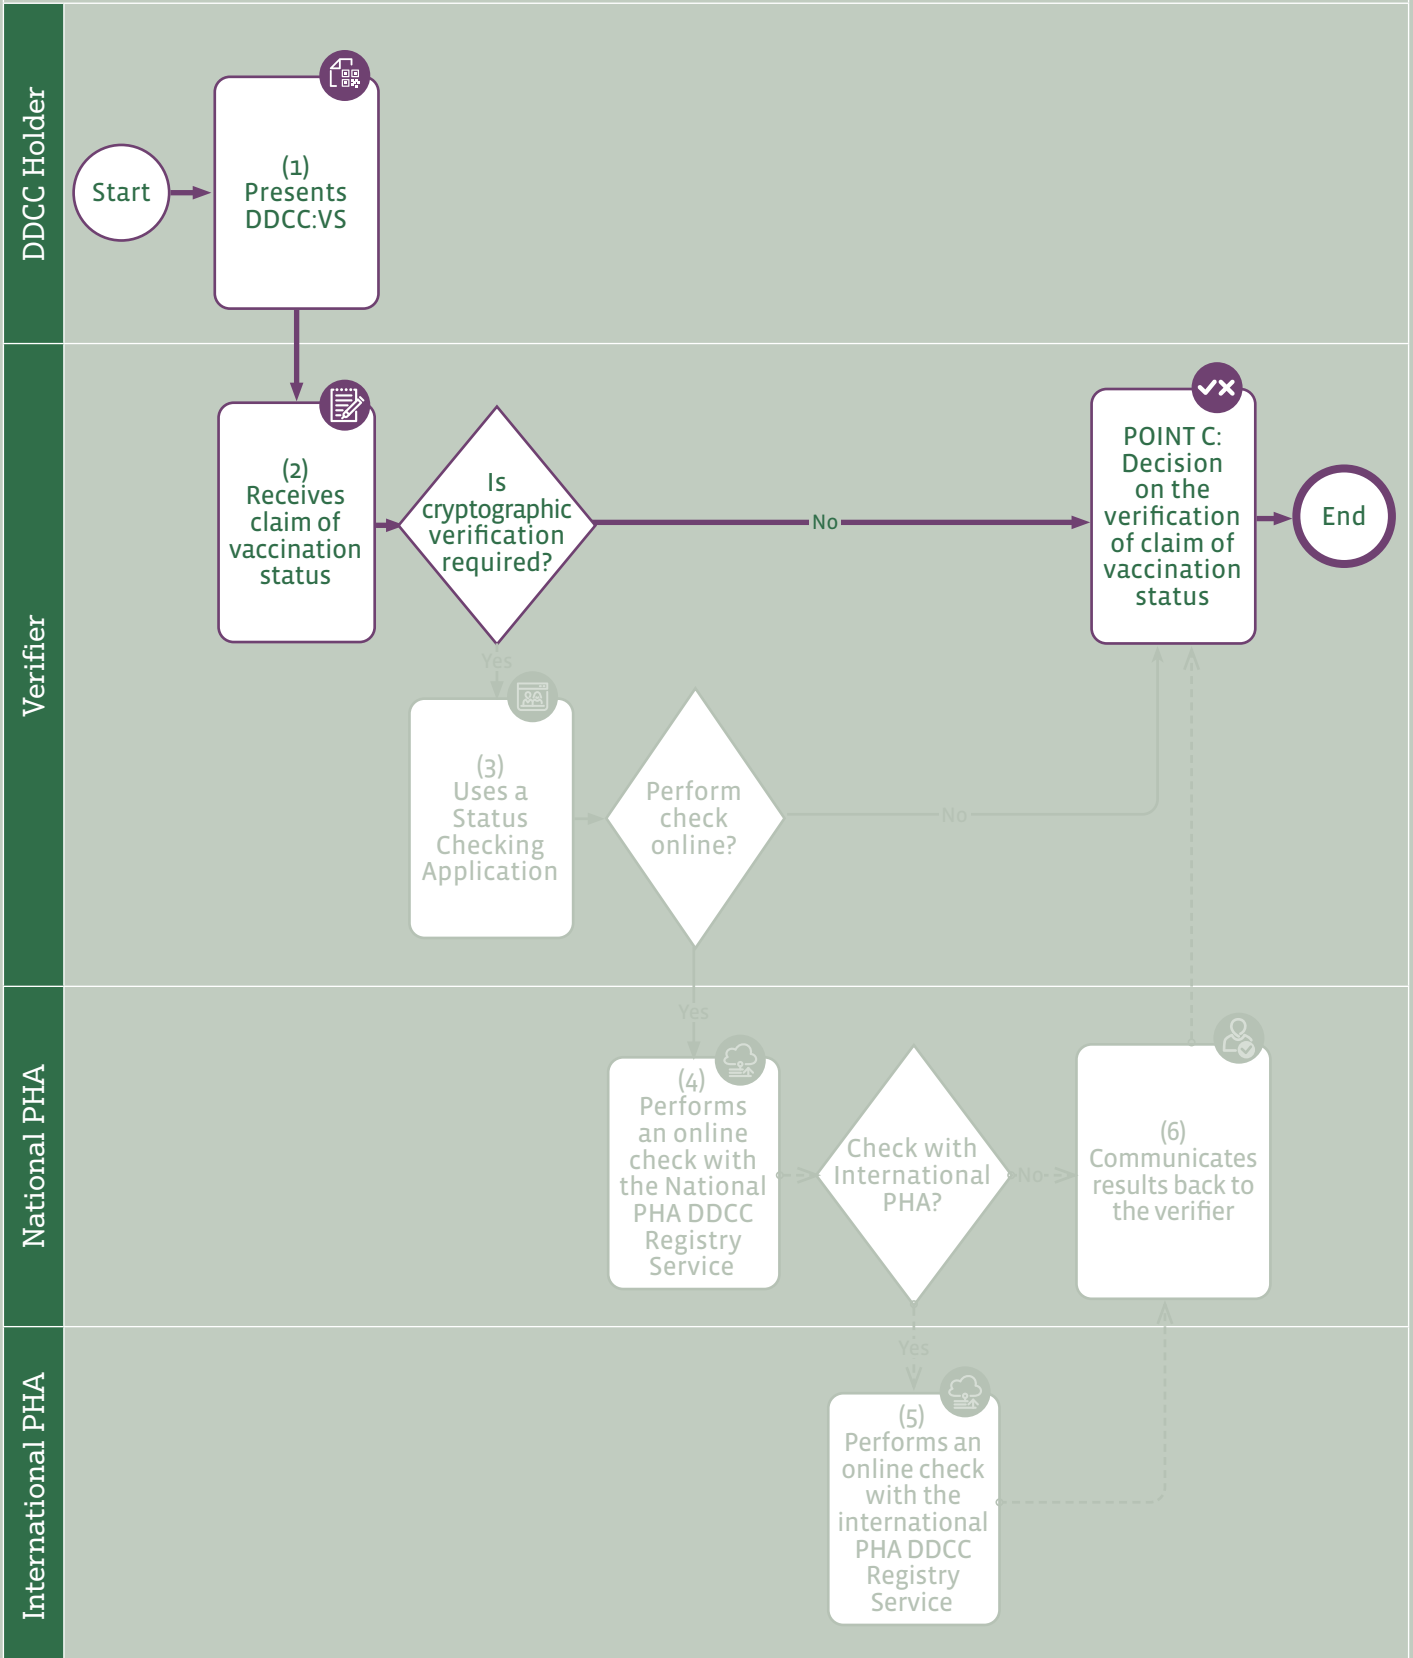 DDCC Holder
Start
(1)
Presents
DDCC:VS
Verifier
(2)
Receives
claim of
vaccination
status
Is
cryptographic
verification
required?
No
POINT C:
Decision
on the
verification
of claim of
vaccination
status
End
Yes
(3)
Uses a
Status
Checking
Application
Perform
check
online?
No
National PHA
Yes
(4)
Performs
an online
check with
the National
PHA DDCC
Registry
Service
Check with
International
PHA?
No
(6)
Communicates
results back to
the verifier
International PHA
Yes
(5)
Performs an
online check
with the
international
PHA DDCC
Registry
Service